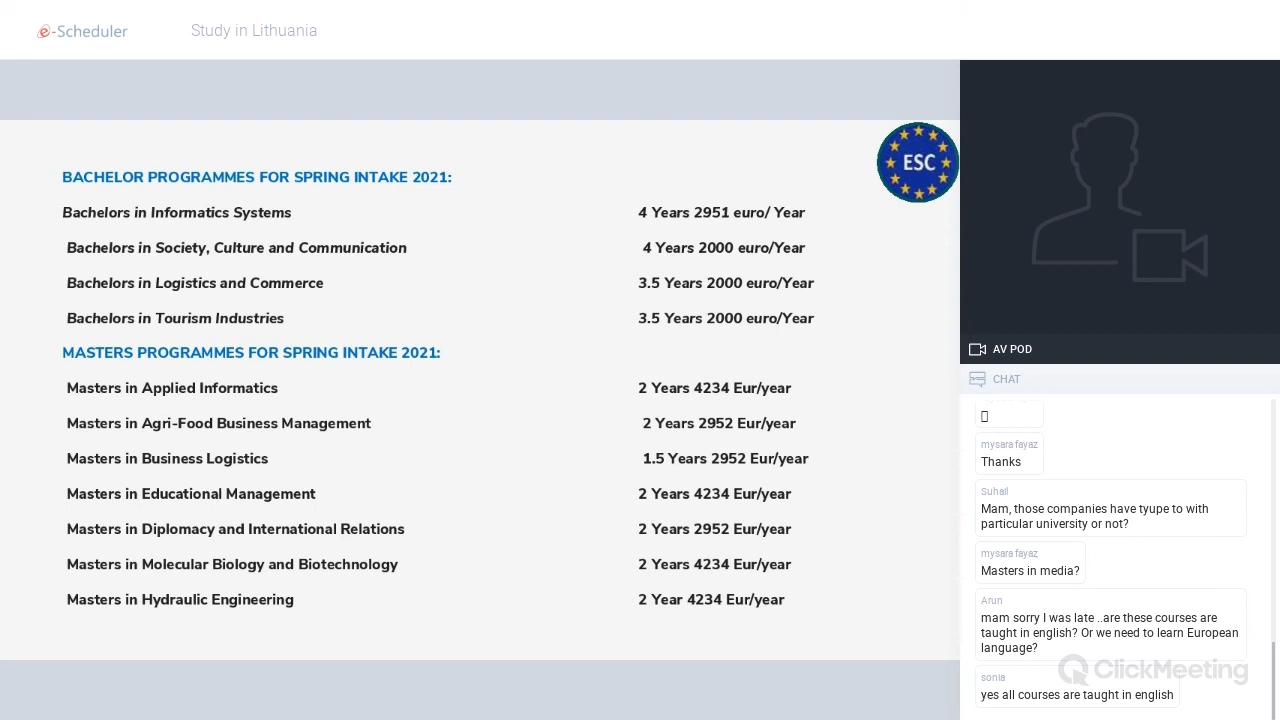 e-Scheduler
Study in Lithuania
ESC
BACHELOR PROGRAMMES FOR SPRING INTAKE 2021:
Bachelors in Informatics Systems 4 Years 2951 euro/ Year
Bachelors in Society, Culture and Communication 4 Years 2000 euro/Year
Bachelors in Logistics and Commerce 3.5 Years 2000 euro/Year
Bachelors in Tourism Industries 3.5 Years 2000 euro/Year
MASTERS PROGRAMMES FOR SPRING INTAKE 2021:
Masters in Applied Informatics 2 Years 4234 Eur/year
Masters in Agri-Food Business Management 2 Years 2952 Eur/year
Masters in Business Logistics 1.5 Years 2952 Eur/year
Masters in Educational Management 2 Years 4234 Eur/year
Masters in Diplomacy and International Relations 2 Years 2952 Eur/year
Masters in Molecular Biology and Biotechnology 2 Years 4234 Eur/year
Masters in Hydraulic Engineering 2 Year 4234 Eur/year
AV POD
CHAT
mysara fayaz
Thanks
Suhail
Mam, those companies have tyupe to with
particular university or not?
mysara fayaz
Masters in media?
Arun
mam sorry I was late ..are these courses are
taught in english? Or we need to learn European
language?
ClickMeeting
sonia
yes all courses are taught in english